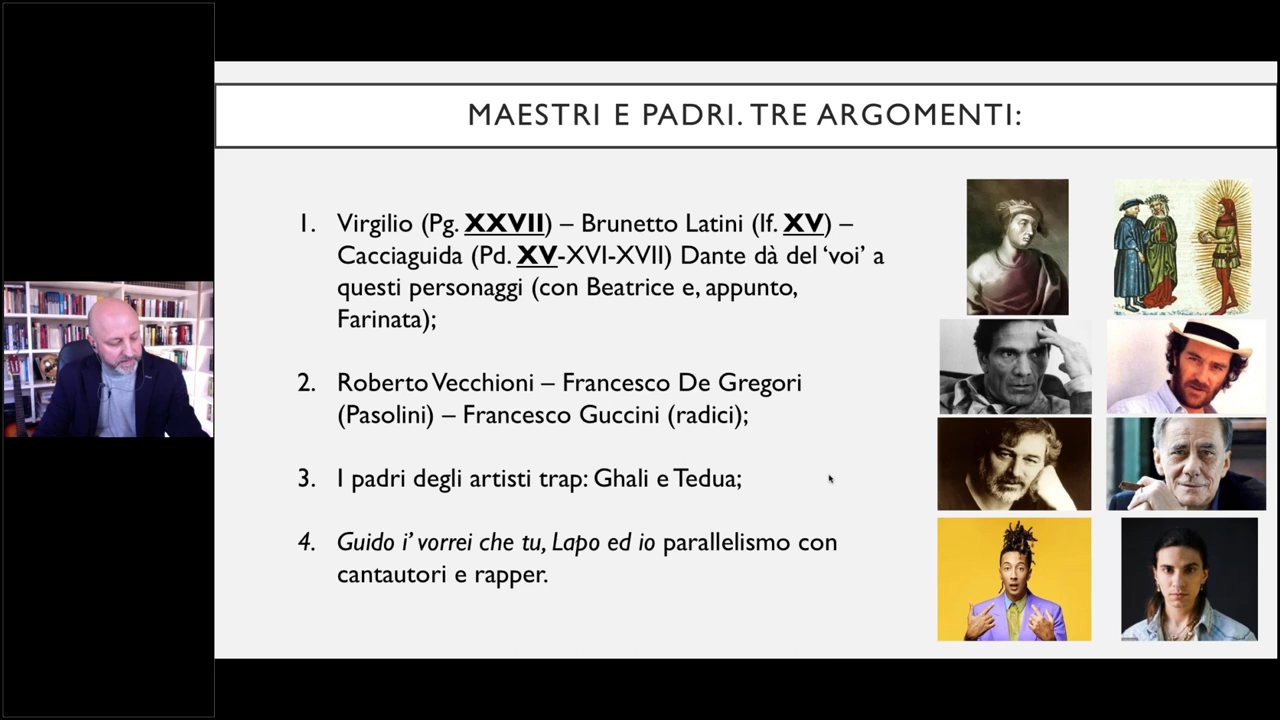 MAESTRI E PADRI. TRE ARGOMENTI:
1. Virgilio (Pg. XXVII) – Brunetto Latini (If. XV) –
Cacciaguida (Pd. XV-XVI-XVII) Dante dà del ‘voi’ a
questi personaggi (con Beatrice e, appunto,
Farinata);
2. Roberto Vecchioni – Francesco De Gregori
(Pasolini) – Francesco Guccini (radici);
3. I padri degli artisti trap: Ghali e Tedua;
4. Guido i’ vorrei che tu, Lapo ed io parallelismo con
cantautori e rapper.